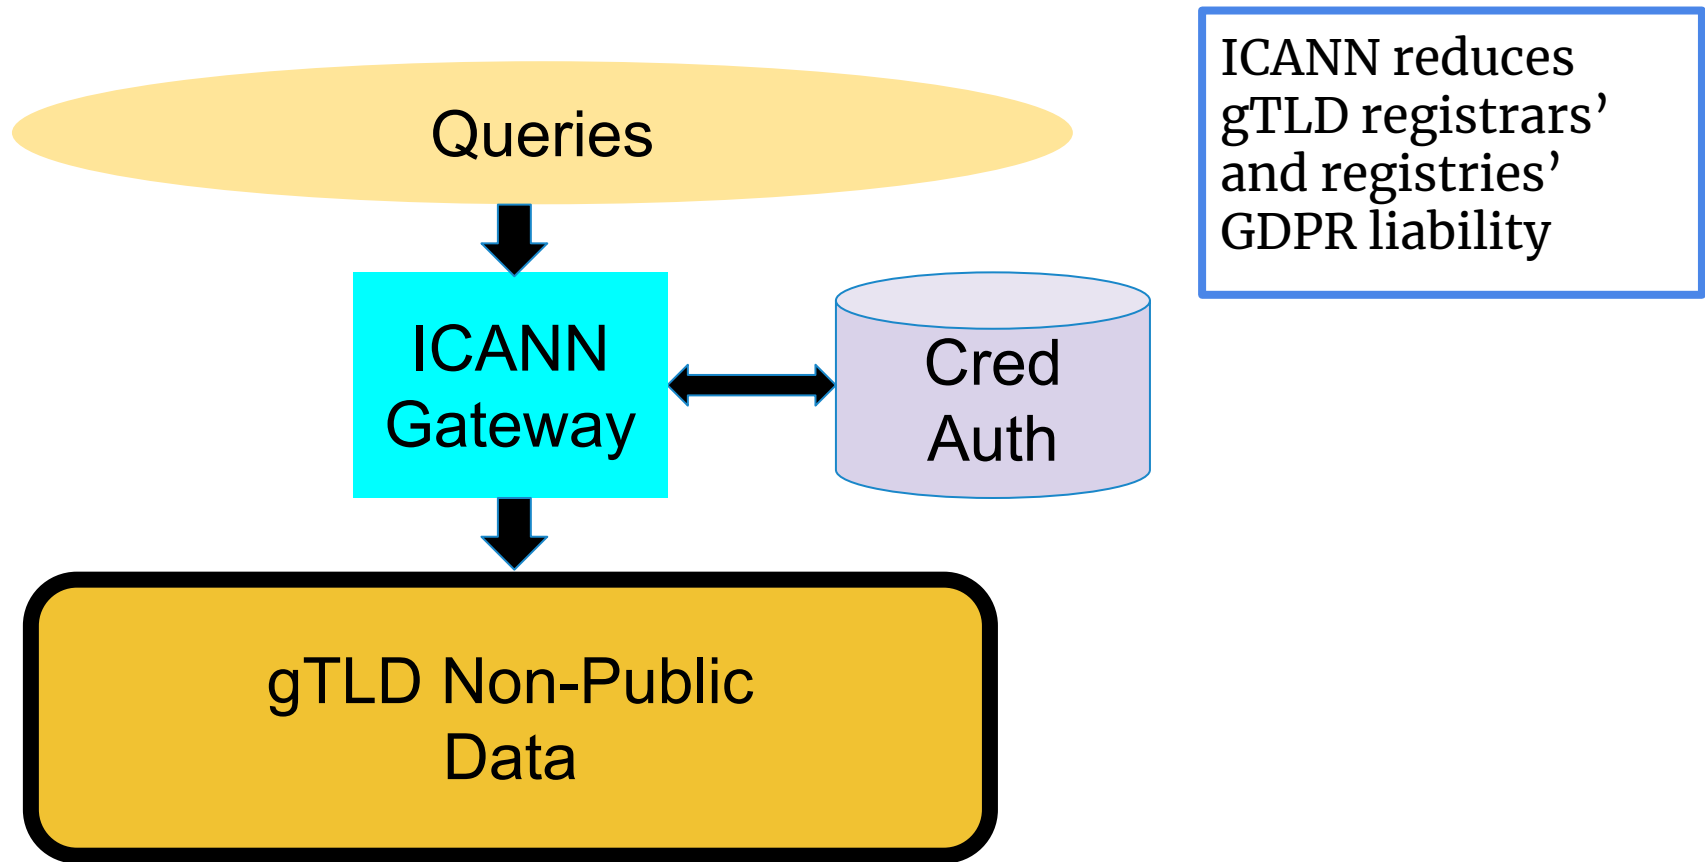 Queries
ICANN reduces
gTLD registrars’
and registries’
GDPR liability
ICANN
Gateway
Cred
Auth
gTLD Non-Public
Data